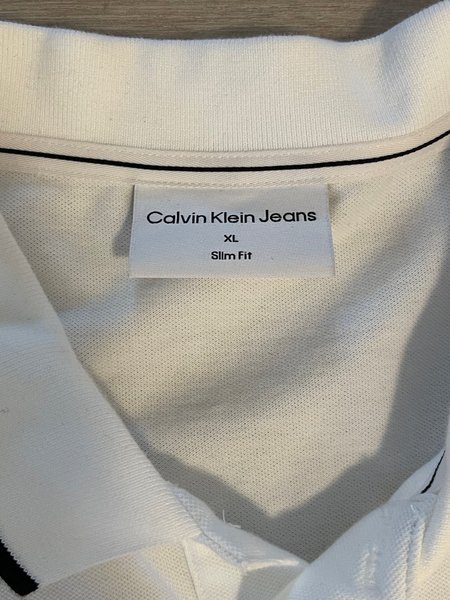 Calvin Klein Jeans
XL
Slim Fit